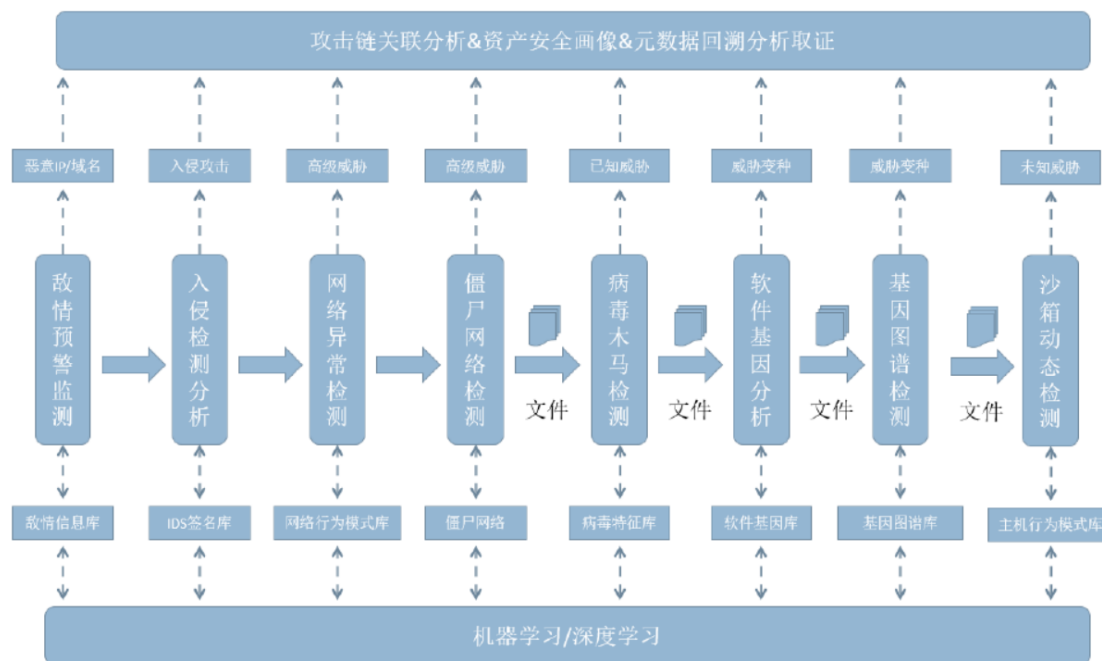 攻击链关联分析&资产安全画像&元数据回溯分析取证
恶意IP/域名
入侵攻击
高级威胁
高级威胁
已知威胁
威胁变种
威胁变种
未知威胁
敌情预警监测
入侵检测分析
网络异常检测
僵尸网络检测
病毒木马检测
软件基因分析
基因图谱检测
沙箱动态检测
文件
文件
文件
文件
敌情信息库
IDS签名库
网络行为模式库
僵尸网络
病毒特征库
软件基因库
基因图谱库
主机行为模式库
机器学习/深度学习